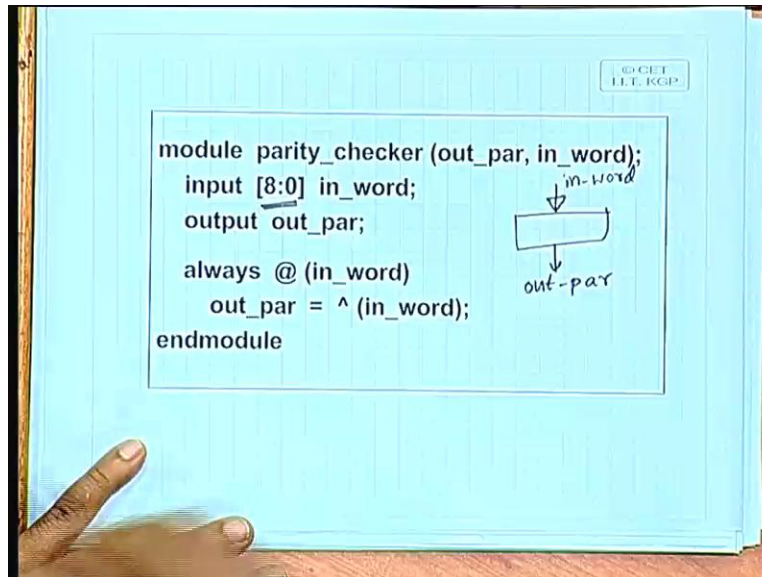 © CET
I.I.T. KGP
module parity_checker (out_par, in_word);
input [8:0] in_word;
output out_par;
always @ (in_word)
out_par = ^ (in_word);
endmodule
in-word
out-par